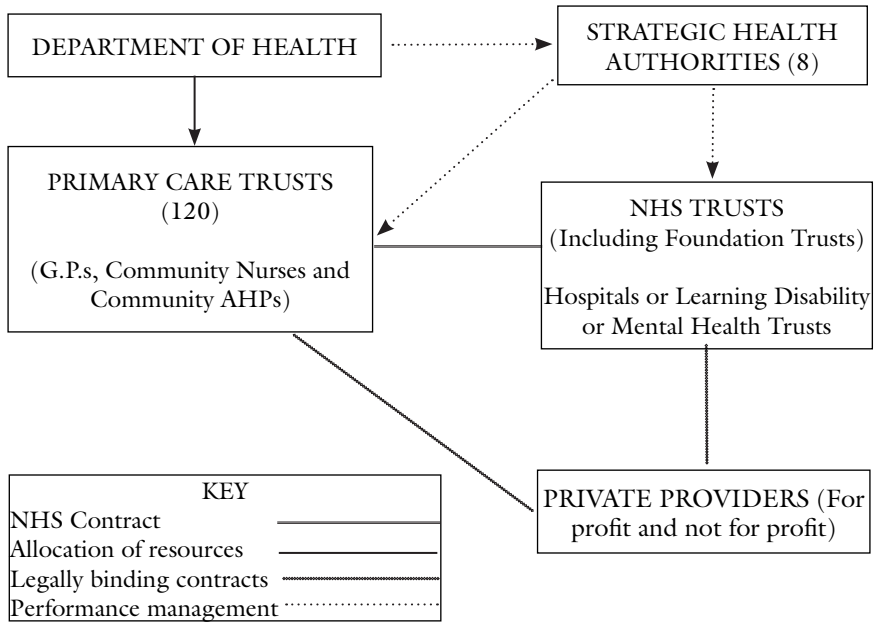 DEPARTMENT OF HEALTH
STRATEGIC HEALTH
AUTHORITIES (8)
PRIMARY CARE TRUSTS
(120)
(G.P.s, Community Nurses and
Community AHPs)
NHS TRUSTS
(Including Foundation Trusts)
Hospitals or Learning Disability
or Mental Health Trusts
PRIVATE PROVIDERS (For
profit and not for profit)
KEY
NHS Contract
Allocation of resources
Legally binding contracts
Performance management